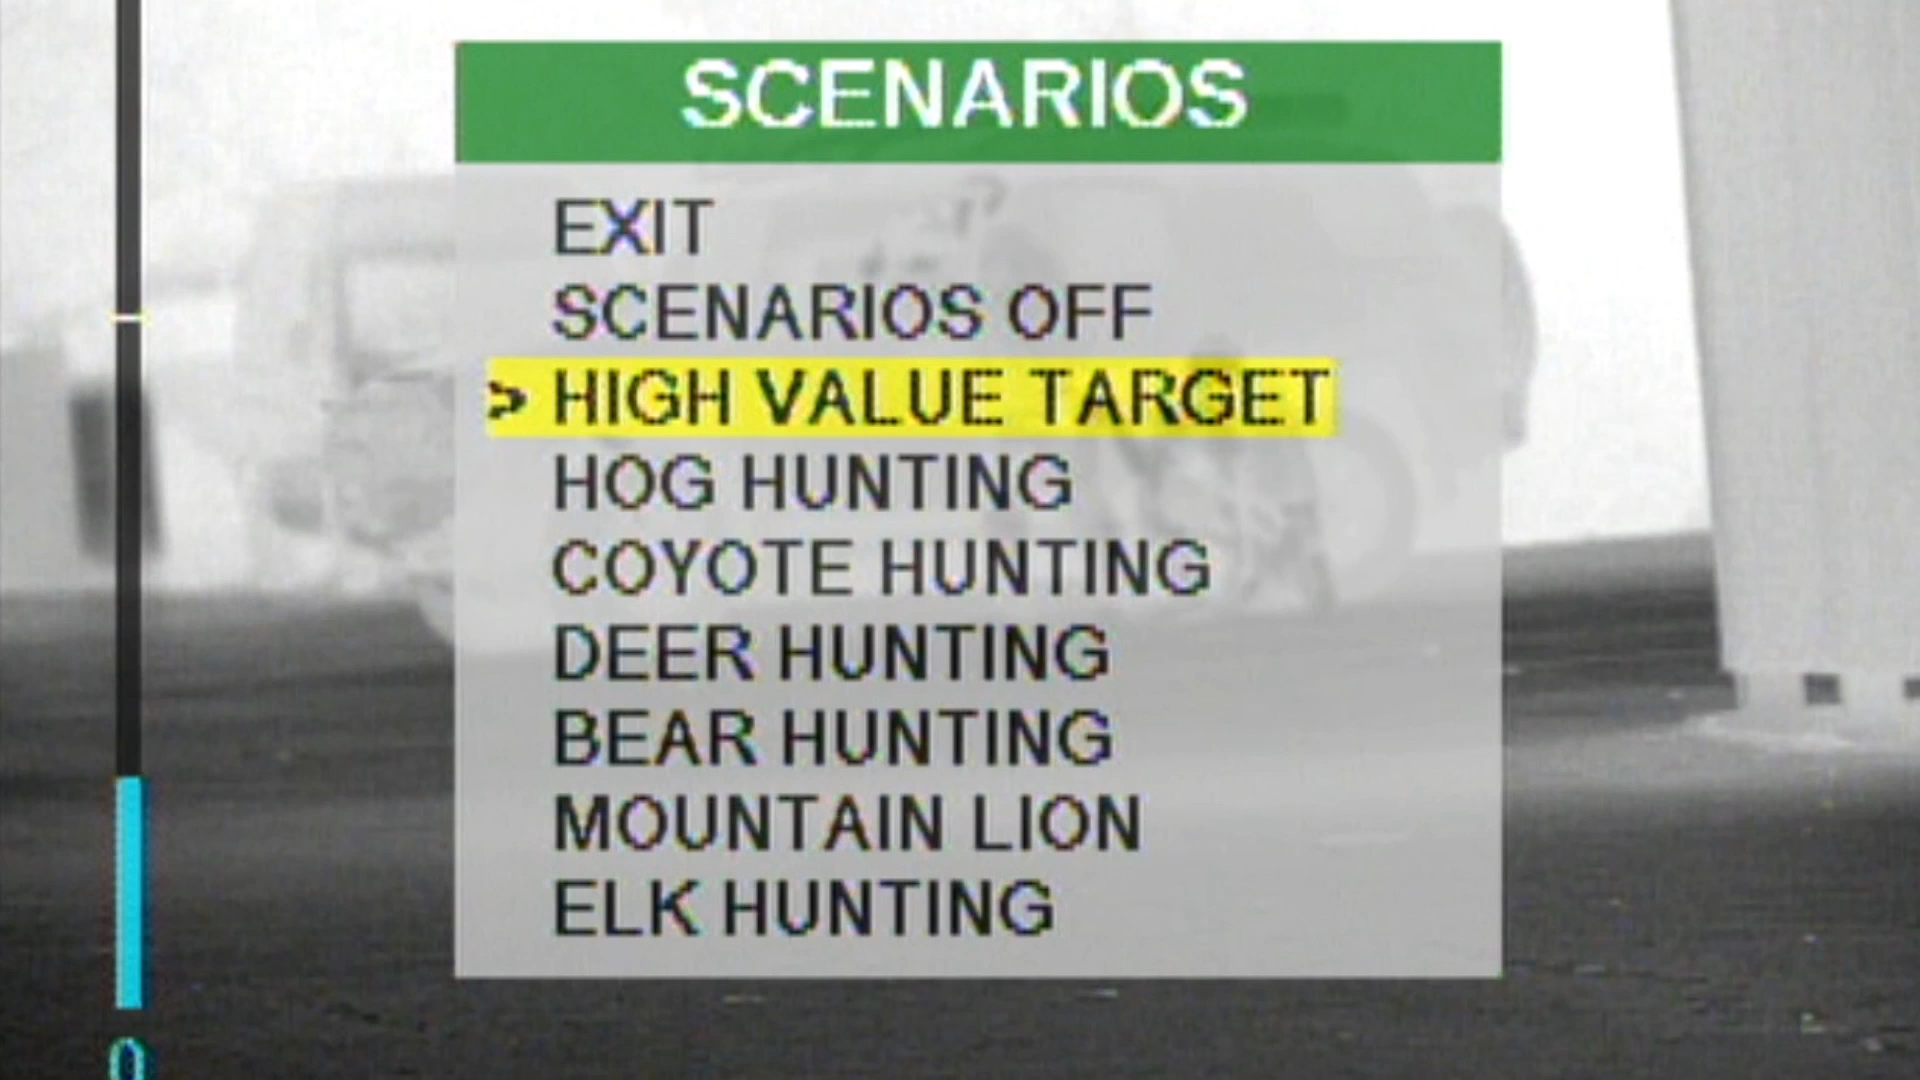 SCENARIOS
EXIT
SCENARIOS OFF
> HIGH VALUE TARGET
HOG HUNTING
COYOTE HUNTING
DEER HUNTING
BEAR HUNTING
MOUNTAIN LION
ELK HUNTING
0